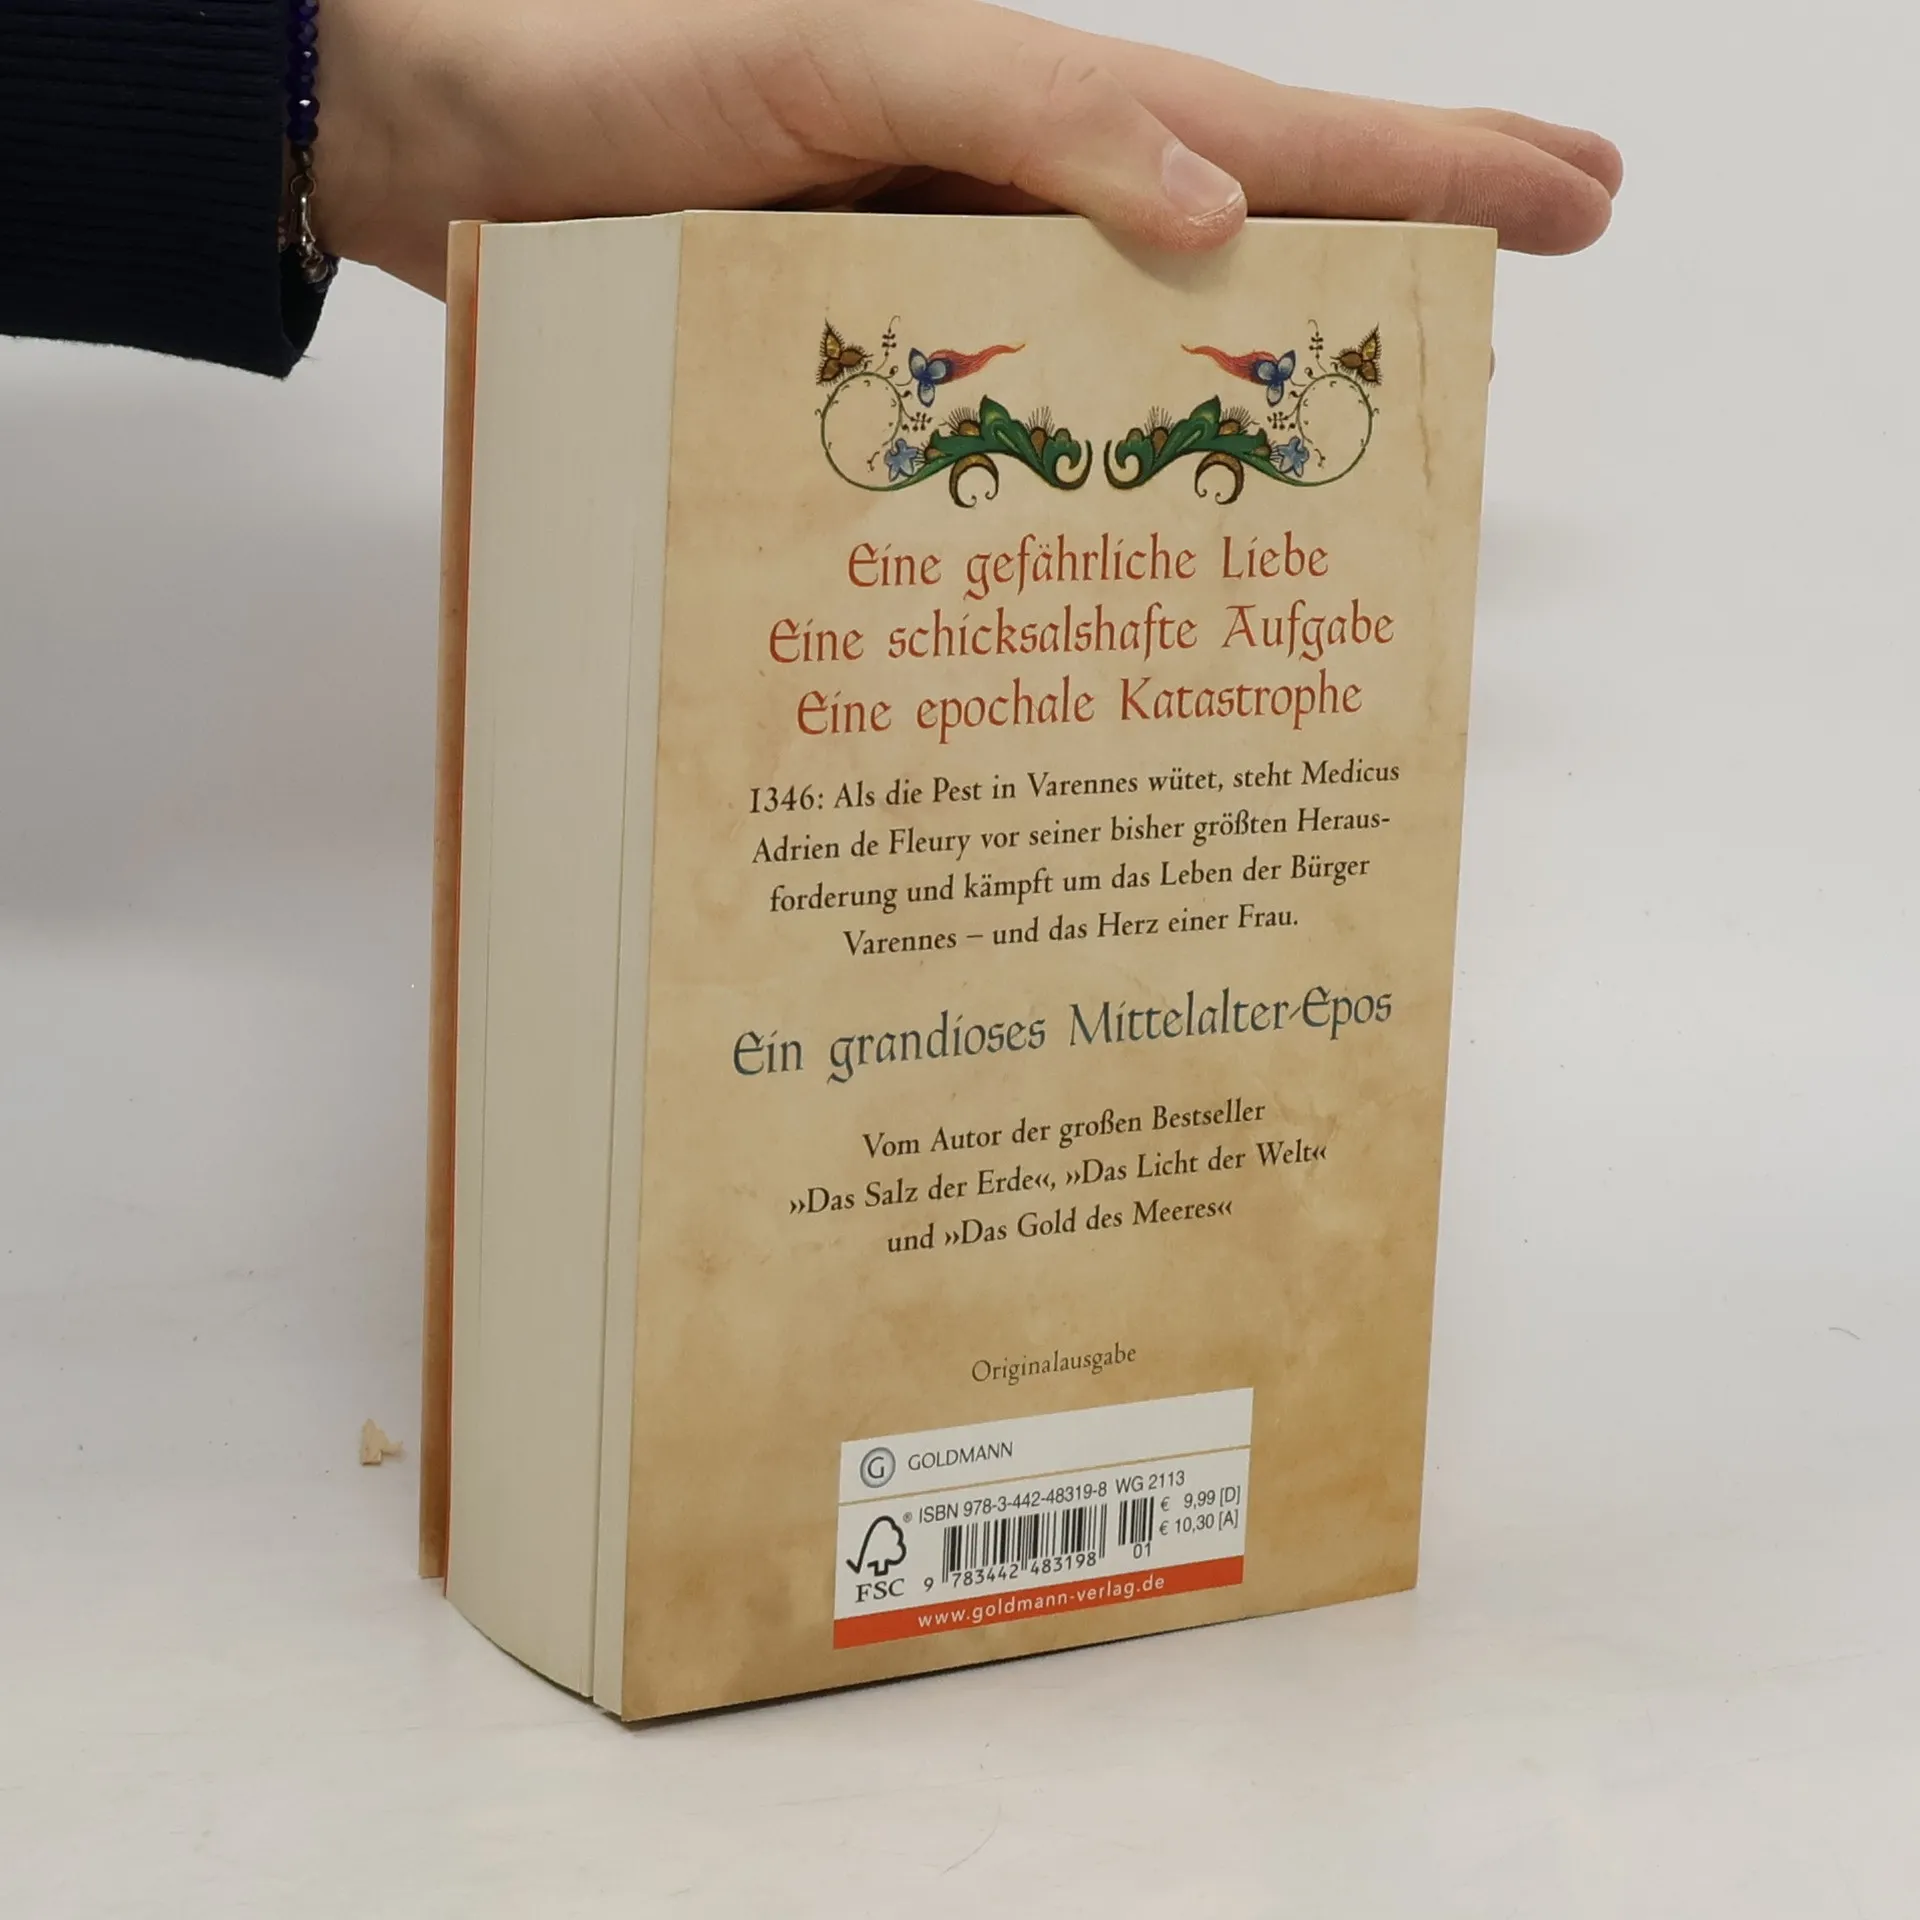 Eine gefährliche Liebe
Eine schicksalshafte Aufgabe
Eine epochale Katastrophe
1346: Als die Pest in Varennes wütet, steht Medicus
Adrien de Fleury vor seiner bisher größten Heraus-
forderung und kämpft um das Leben der Bürger
Varennes – und das Herz einer Frau.
Ein grandioses Mittelalter-Epos
Vom Autor der großen Bestseller
»Das Salz der Erde«, »Das Licht der Welt«
und »Das Gold des Meeres«
Originalausgabe
G GOLDMANN
® ISBN 978-3-442-48319-8 WG 2113
€ 9,99 [D]
€ 10,30 [A]
FSC 9 783442 483198 01
www.goldmann-verlag.de